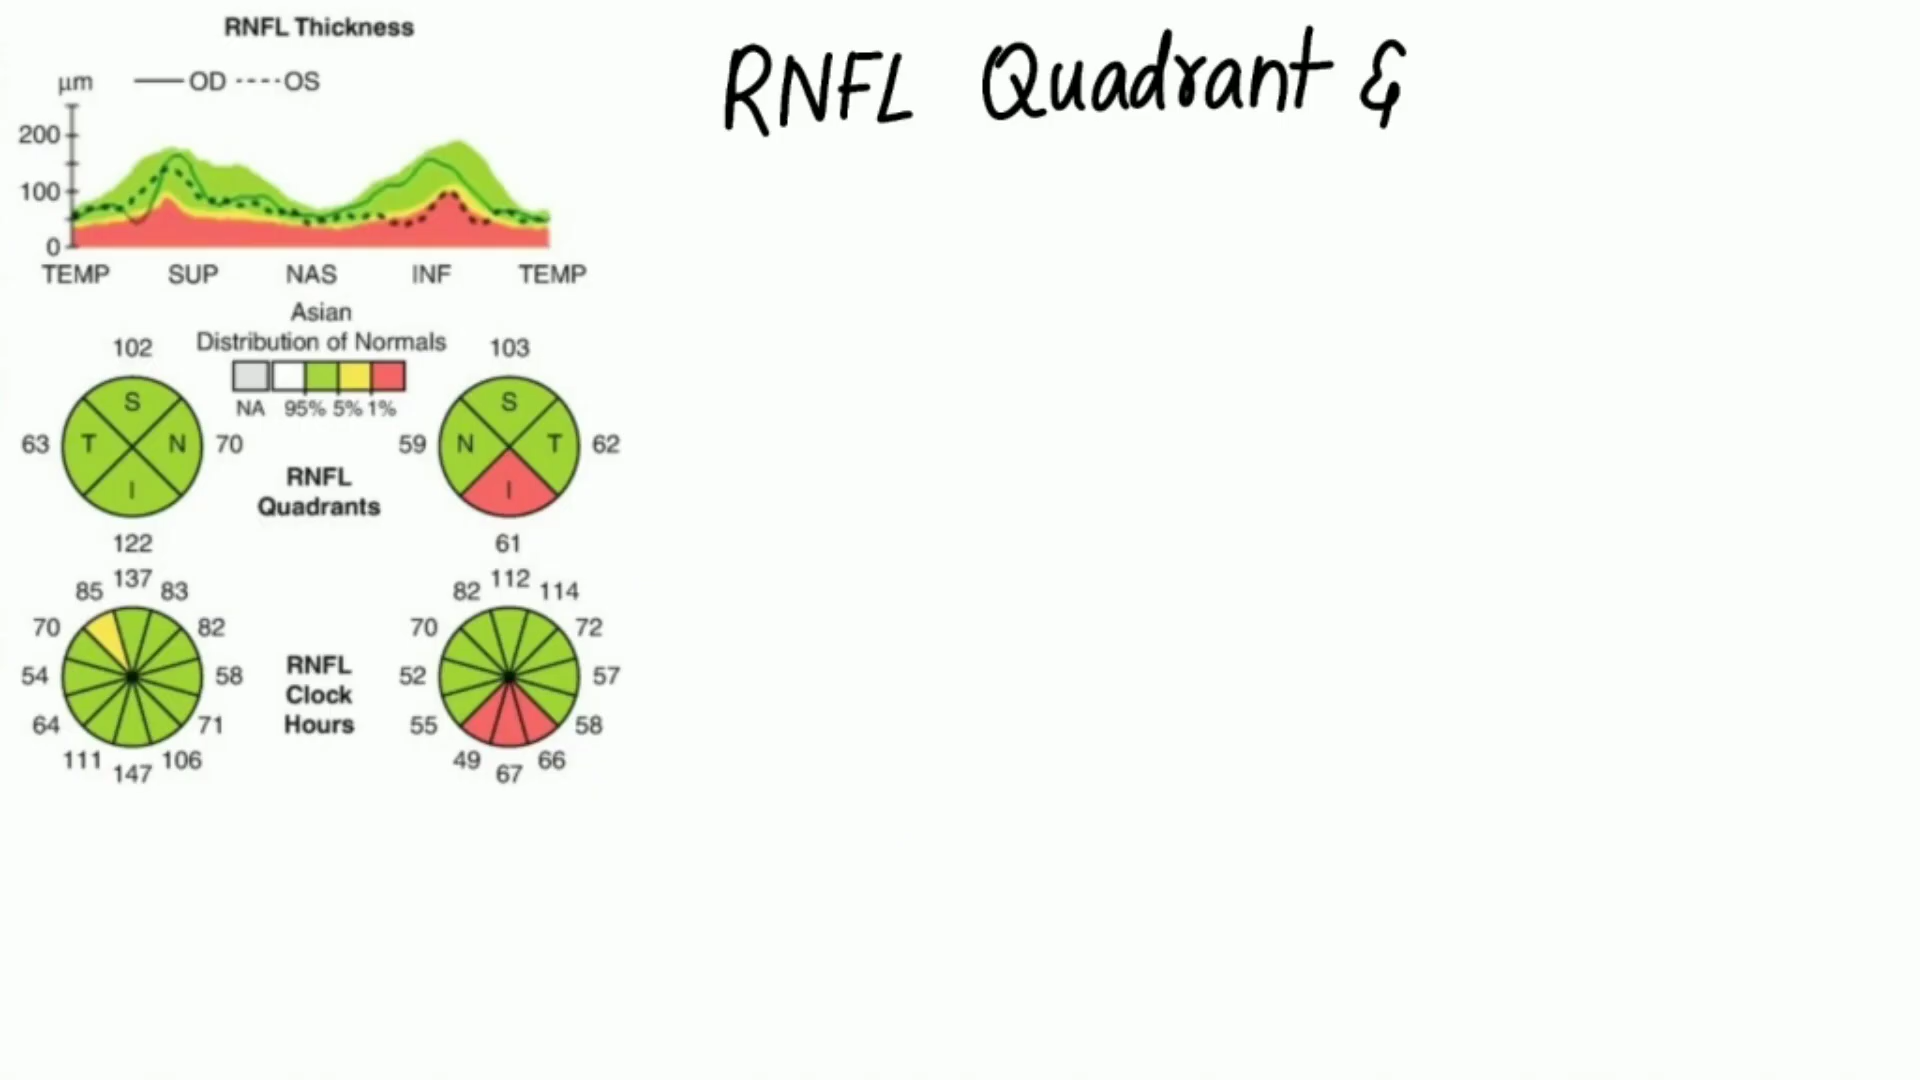 RNFL Thickness
RNFL Quadrant &
µm OD OS
200
100
0
TEMP SUP NAS INF TEMP
Asian
Distribution of Normals
NA 95% 5% 1%
102 103
S S
63 T N 70 59 N T 62
I I
RNFL
Quadrants
122 61
85 137 83 82 112 114
70 82 70 72
54 58 52 57
RNFL
Clock
Hours
64 71 55 58
111 147 106 49 67 66